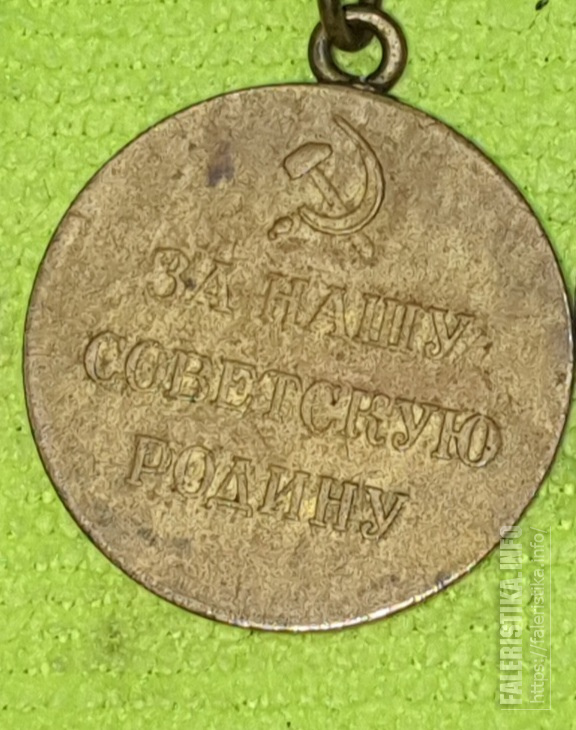 ЗА НАШУ
СОВЕТСКУЮ
РОДИНУ
FALERISTIKA.INFO
https://faleristika.info/